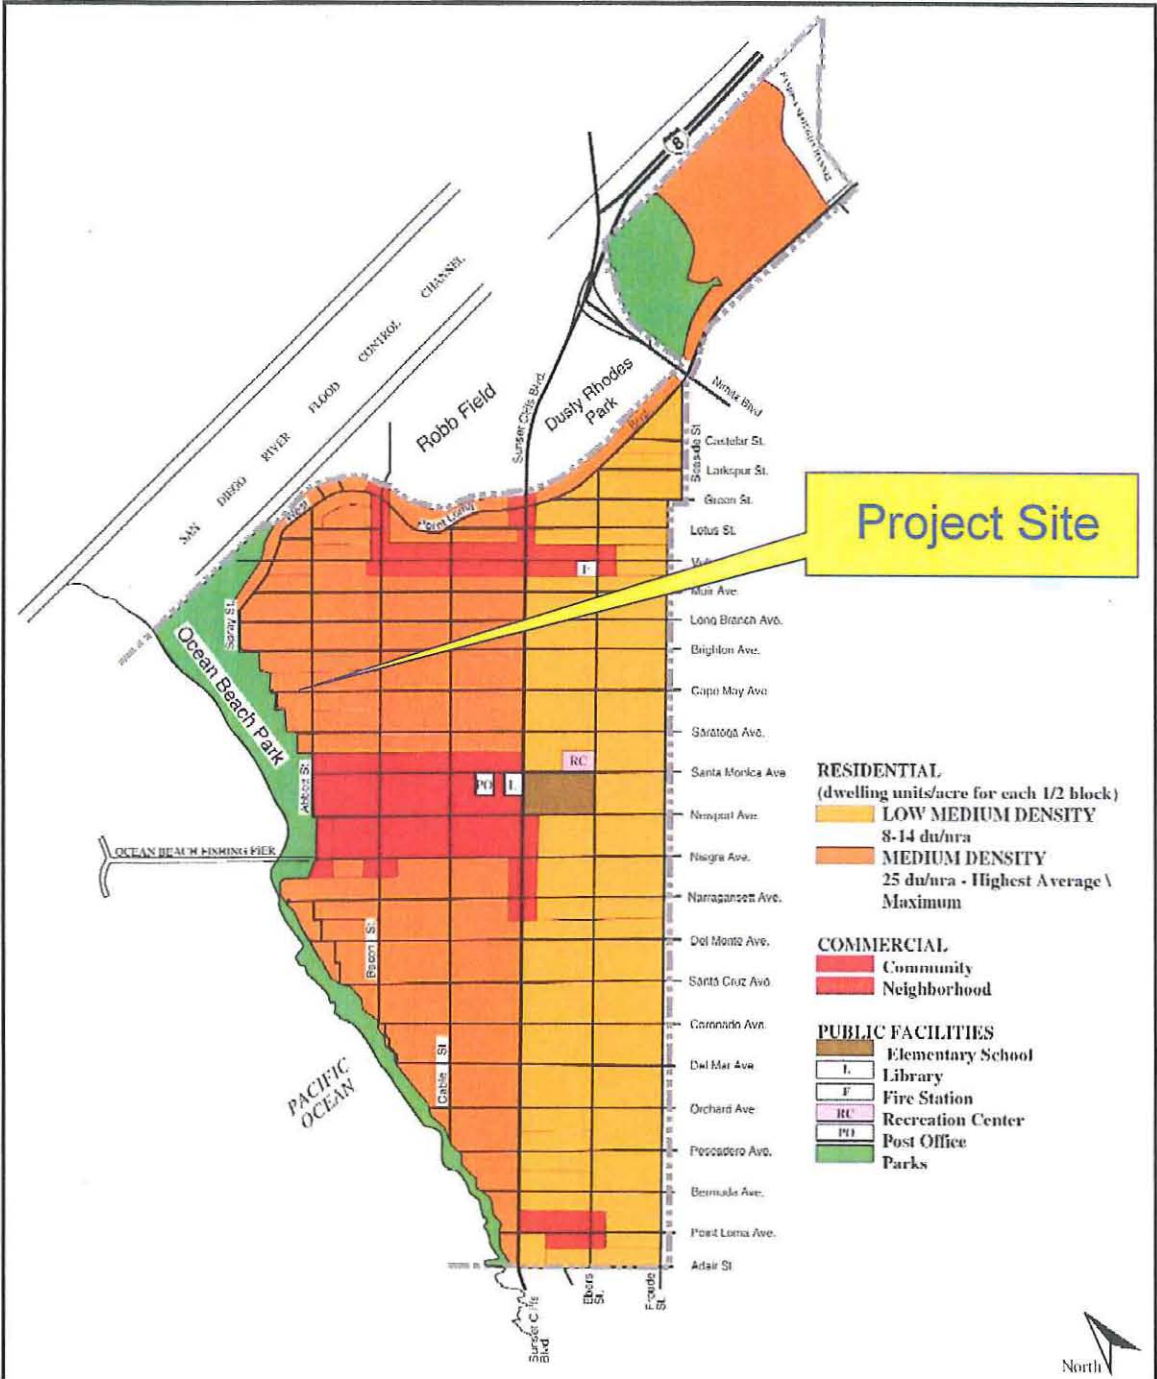 8
SAN DIEGO RIVER FLOOD CONTROL CHANNEL
Robb Field
Sunset Cliffs Blvd.
Dusty Rhodes
Park
Nimitz Blvd
Blvd.
Seaside St.
Castelar St.
Larkspur St.
Green St.
West
Point Loma
Lotus St.
Project Site
F
Muir Ave.
Spray St.
Long Branch Ave.
Ocean Beach Park
Brighton Ave.
Cape May Ave
Saratoga Ave.
RC
Abbott St.
PO
L
Santa Monica Ave
Newport Ave.
OCEAN BEACH FISHING PIER
Niagra Ave.
Narragansett Ave.
Bacon St.
Del Monte Ave.
Santa Cruz Ave
Coronado Ave.
Cable St.
Del Mar Ave
PACIFIC
OCEAN
Orchard Ave
Pescadero Ave.
Bermuda Ave.
Point Loma Ave.
Adair St
Sunset Cliffs
Blvd
Ebers
St.
Froude
St.
RESIDENTIAL
(dwelling units/acre for each 1/2 block)
LOW MEDIUM DENSITY
8-14 du/nra
MEDIUM DENSITY
25 du/nra - Highest Average \
Maximum
COMMERCIAL
Community
Neighborhood
PUBLIC FACILITIES
Elementary School
L Library
F Fire Station
RC Recreation Center
PO Post Office
Parks
North